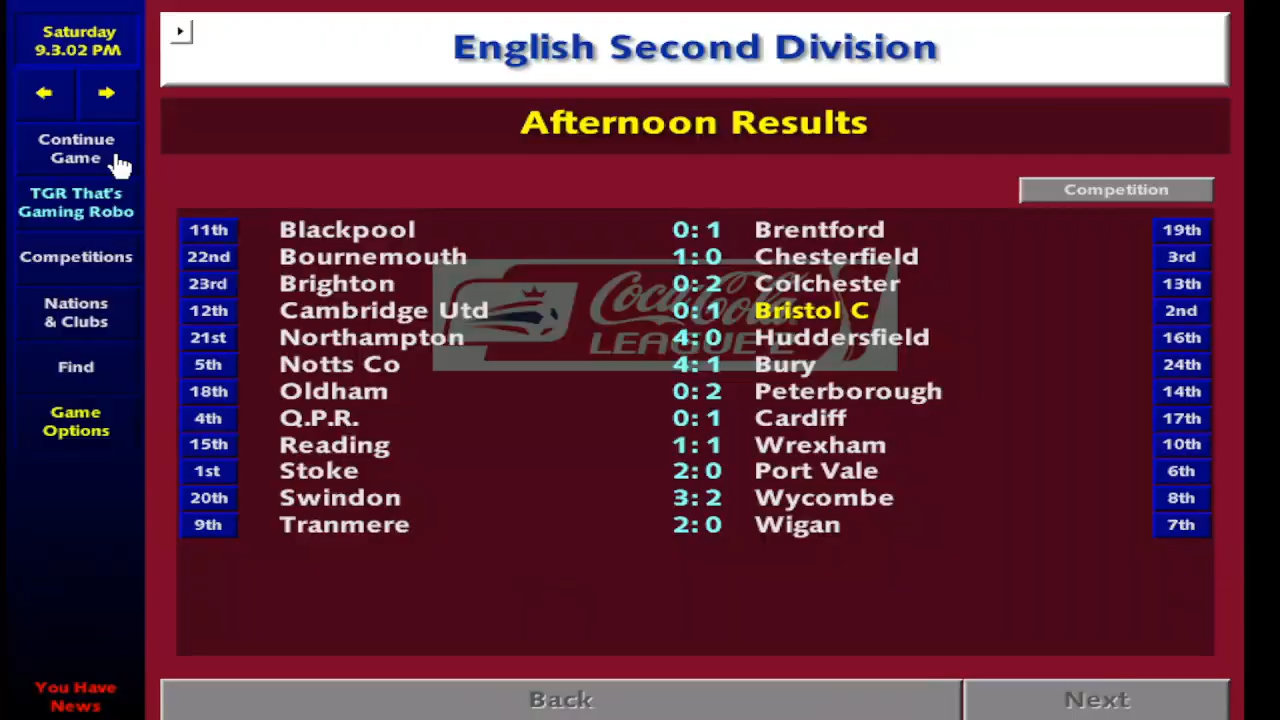 Saturday
9.3.02 PM
Continue
Game
TGR That's
Gaming Robo
Competitions
Nations
& Clubs
Find
Game
Options
You Have
News
English Second Division
Afternoon Results
Competition
11th Blackpool 0: 1 Brentford 19th
22nd Bournemouth 1: 0 Chesterfield 3rd
23rd Brighton 0: 2 Colchester 13th
12th Cambridge Utd 0: 1 Bristol C 2nd
21st Northampton 4: 0 Huddersfield 16th
5th Notts Co 4: 1 Bury 24th
18th Oldham 0: 2 Peterborough 14th
4th Q.P.R. 0: 1 Cardiff 17th
15th Reading 1: 1 Wrexham 10th
1st Stoke 2: 0 Port Vale 6th
20th Swindon 3: 2 Wycombe 8th
9th Tranmere 2: 0 Wigan 7th
Coca-Cola
LEAGUE
Back Next